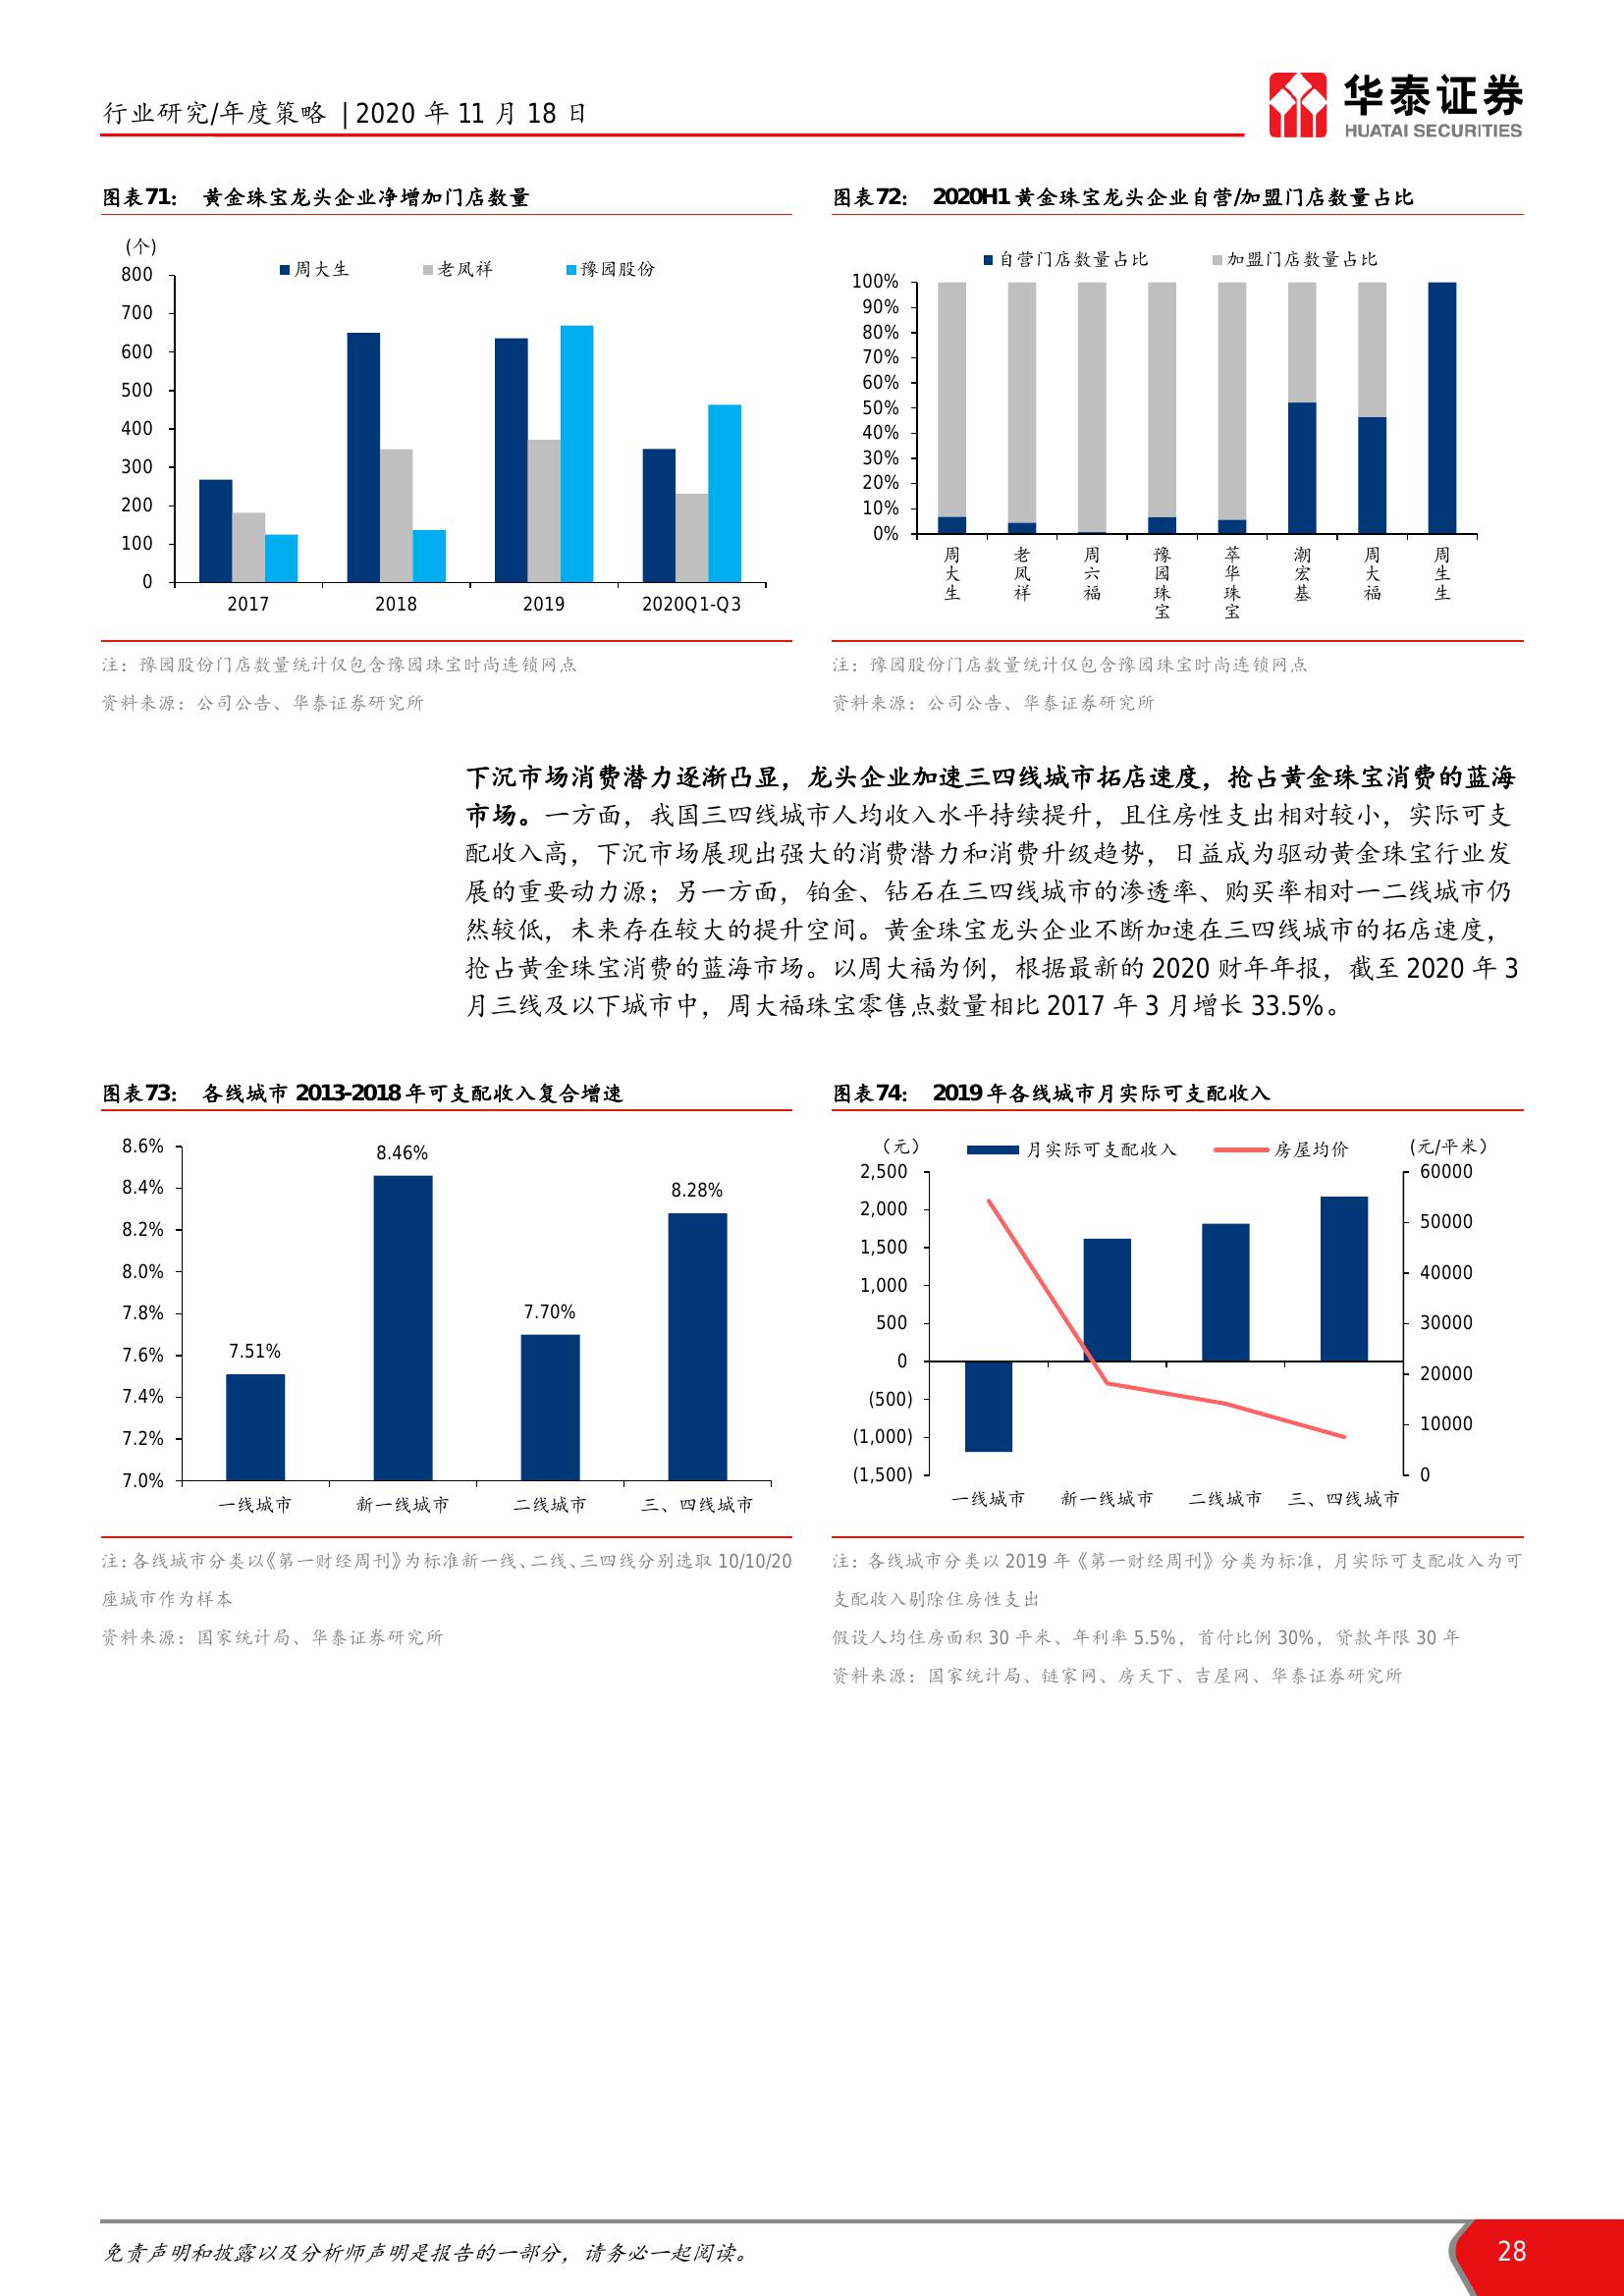 行业研究/年度策略 | 2020 年 11 月 18 日
华泰证券
HUATAI SECURITIES
图表71： 黄金珠宝龙头企业净增加门店数量
(个)
周大生 老凤祥 豫园股份
800
700
600
500
400
300
200
100
0
2017 2018 2019 2020Q1-Q3
注：豫园股份门店数量统计仅包含豫园珠宝时尚连锁网点
资料来源：公司公告、华泰证券研究所
图表72： 2020H1 黄金珠宝龙头企业自营/加盟门店数量占比
自营门店数量占比 加盟门店数量占比
100%
90%
80%
70%
60%
50%
40%
30%
20%
10%
0%
周大生 老凤祥 周六福 豫园珠宝 萃华珠宝 潮宏基 周大福 周生生
注：豫园股份门店数量统计仅包含豫园珠宝时尚连锁网点
资料来源：公司公告、华泰证券研究所
下沉市场消费潜力逐渐凸显，龙头企业加速三四线城市拓店速度，抢占黄金珠宝消费的蓝海
市场。一方面，我国三四线城市人均收入水平持续提升，且住房性支出相对较小，实际可支
配收入高，下沉市场展现出强大的消费潜力和消费升级趋势，日益成为驱动黄金珠宝行业发
展的重要动力源；另一方面，铂金、钻石在三四线城市的渗透率、购买率相对一二线城市仍
然较低，未来存在较大的提升空间。黄金珠宝龙头企业不断加速在三四线城市的拓店速度，
抢占黄金珠宝消费的蓝海市场。以周大福为例，根据最新的 2020 财年年报，截至 2020 年 3
月三线及以下城市中，周大福珠宝零售点数量相比 2017 年 3 月增长 33.5%。
图表73： 各线城市 2013-2018 年可支配收入复合增速
8.6%
8.4%
8.2%
8.0%
7.8%
7.6%
7.4%
7.2%
7.0%
7.51% 8.46% 7.70% 8.28%
一线城市 新一线城市 二线城市 三、四线城市
注：各线城市分类以《第一财经周刊》为标准新一线、二线、三四线分别选取 10/10/20
座城市作为样本
资料来源：国家统计局、华泰证券研究所
图表74： 2019 年各线城市月实际可支配收入
（元） 月实际可支配收入 房屋均价 (元/平米）
2,500 60000
2,000 50000
1,500 40000
1,000 30000
500 20000
0 10000
(500) 0
(1,000)
(1,500)
一线城市 新一线城市 二线城市 三、四线城市
注：各线城市分类以 2019 年《第一财经周刊》分类为标准，月实际可支配收入为可
支配收入剔除住房性支出
假设人均住房面积 30 平米、年利率 5.5%，首付比例 30%，贷款年限 30 年
资料来源：国家统计局、链家网、房天下、吉屋网、华泰证券研究所
免责声明和披露以及分析师声明是报告的一部分，请务必一起阅读。
28